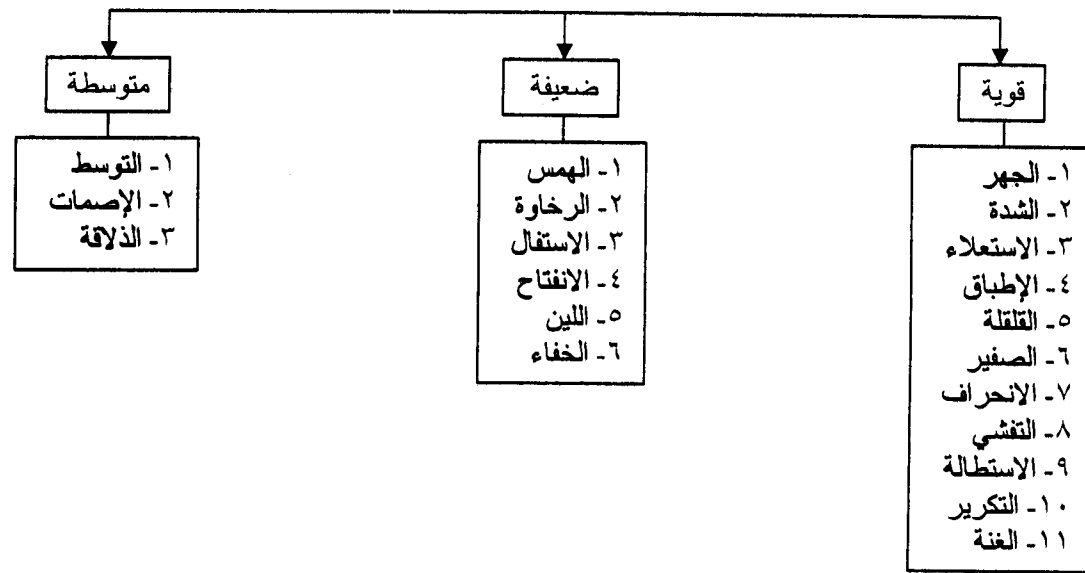 قوية
١- الجهر
٢- الشدة
٣- الإستعلاء
٤- الإطباق
٥- القلقلة
٦- الصفير
٧- الانحراف
٨- التفشي
٩- الإستطالة
١٠- التكرير
١١- الغنة
ضعيفة
١- الهمس
٢- الرخاوة
٣- الاستفال
٤- الانفتاح
٥- اللين
٦- الخفاء
متوسطة
١- التوسط
٢- الإصمات
٣- الذلاقة